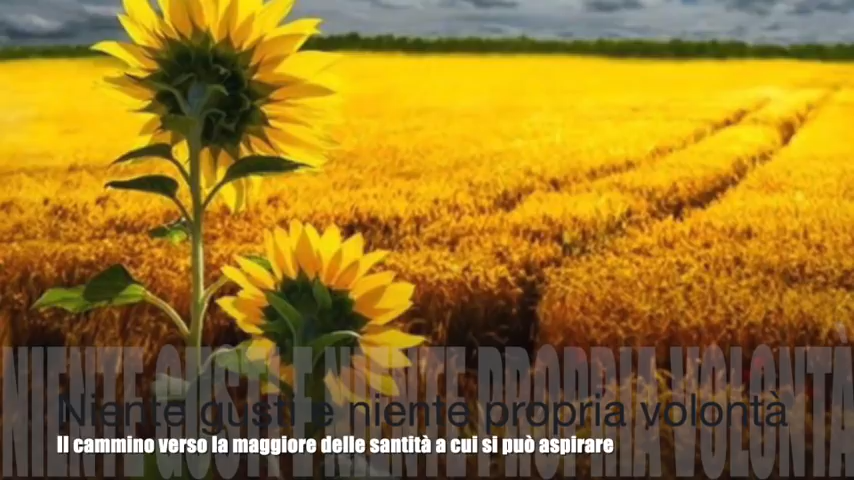 NIENTE GUSTI E NIENTE PROPRIA VOLONTÀ
Niente gusti e niente propria volontà
Il cammino verso la maggiore delle santità a cui si può aspirare